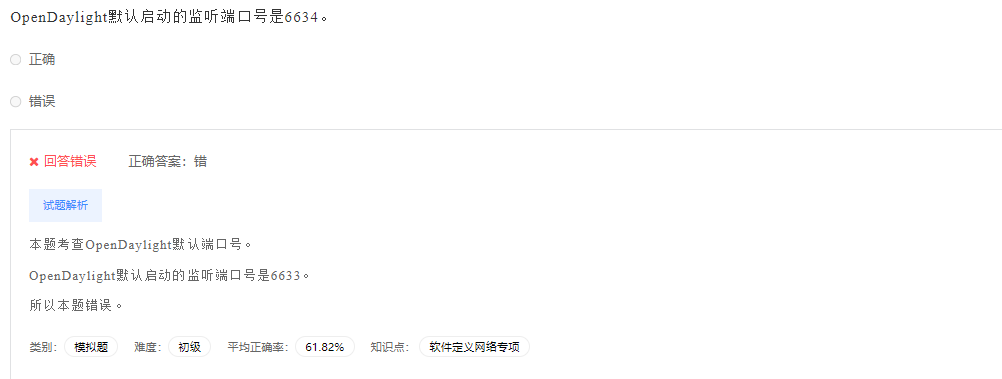 OpenDaylight默认启动的监听端口号是6634。
正确
错误
回答错误 正确答案：错
试题解析
本题考查OpenDaylight默认端口号。
OpenDaylight默认启动的监听端口号是6633。
所以本题错误。
类别： 模拟题 难度： 初级 平均正确率： 61.82% 知识点： 软件定义网络专项